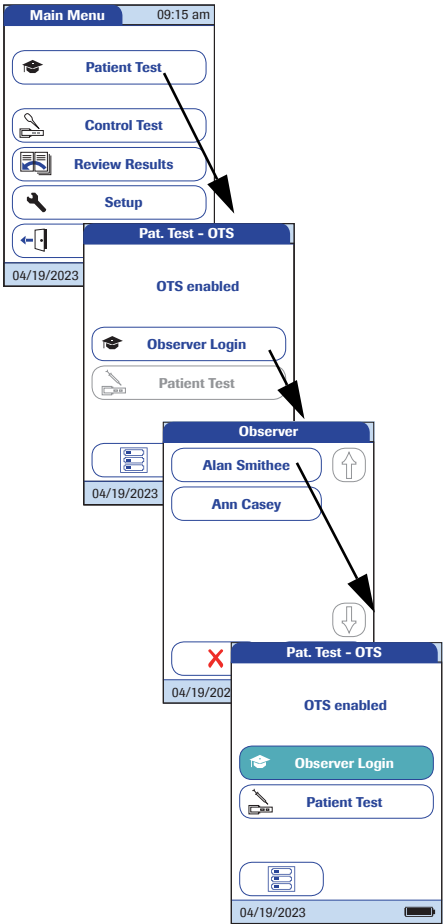 Main Menu
09:15 am
Patient Test
Control Test
Review Results
Setup
04/19/2023
Pat. Test - OTS
OTS enabled
Observer Login
Patient Test
04/19/2023
Observer
Alan Smithee
Ann Casey
04/19/202
Pat. Test - OTS
OTS enabled
Observer Login
Patient Test
04/19/2023